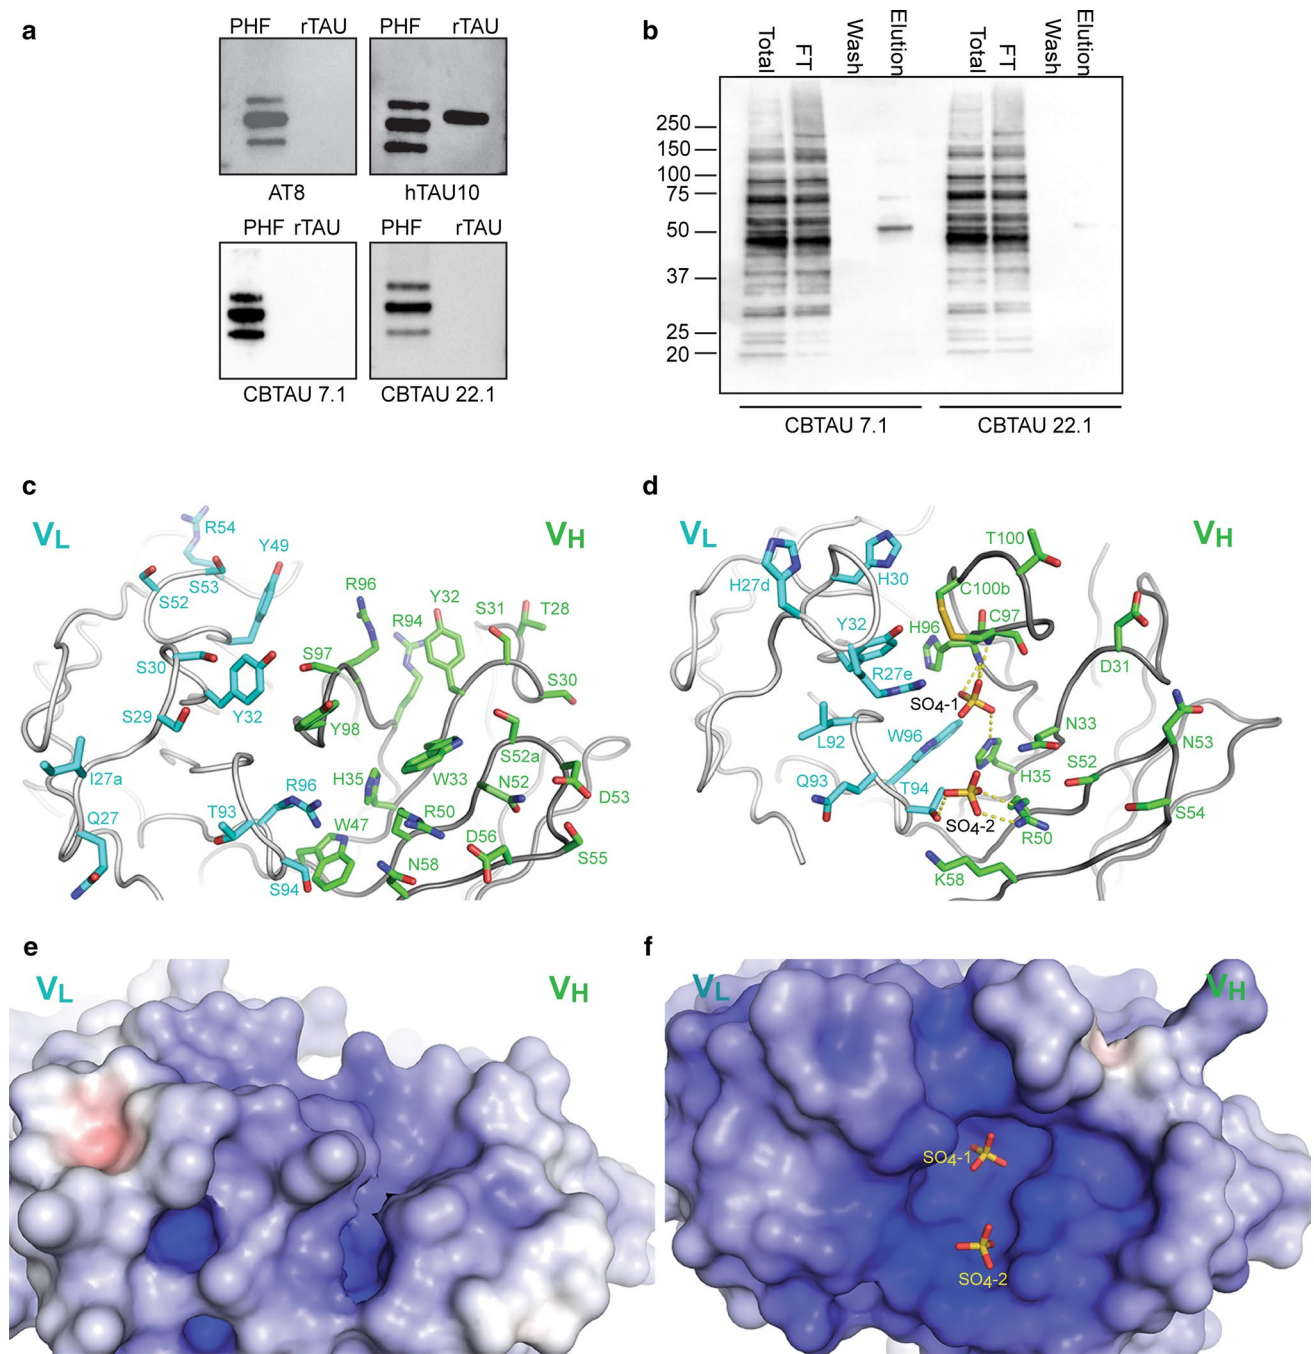 a
PHF rTAU
PHF rTAU
AT8
hTAU10
PHF rTAU
PHF rTAU
CBTAU 7.1
CBTAU 22.1
b
Total
FT
Wash
Elution
Total
FT
Wash
Elution
250
150
100
75
50
37
25
20
CBTAU 7.1
CBTAU 22.1
c
VL
VH
R54
Y49
S53
S52
R96
Y32
T28
R94
S31
S30
S97
S30
S29
Y32
Y98
S52a
I27a
R96
H35
W33
N52
D53
T93
R50
Q27
W47
D56
S55
N58
S94
d
VL
VH
T100
H27d
H30
C100b
Y32
H96
C97
R27e
D31
SO4-1
L92
W96
N33
N53
H35
S52
Q93
T94
SO4-2
R50
S54
K58
e
VL
VH
f
VL
VH
SO4-1
SO4-2